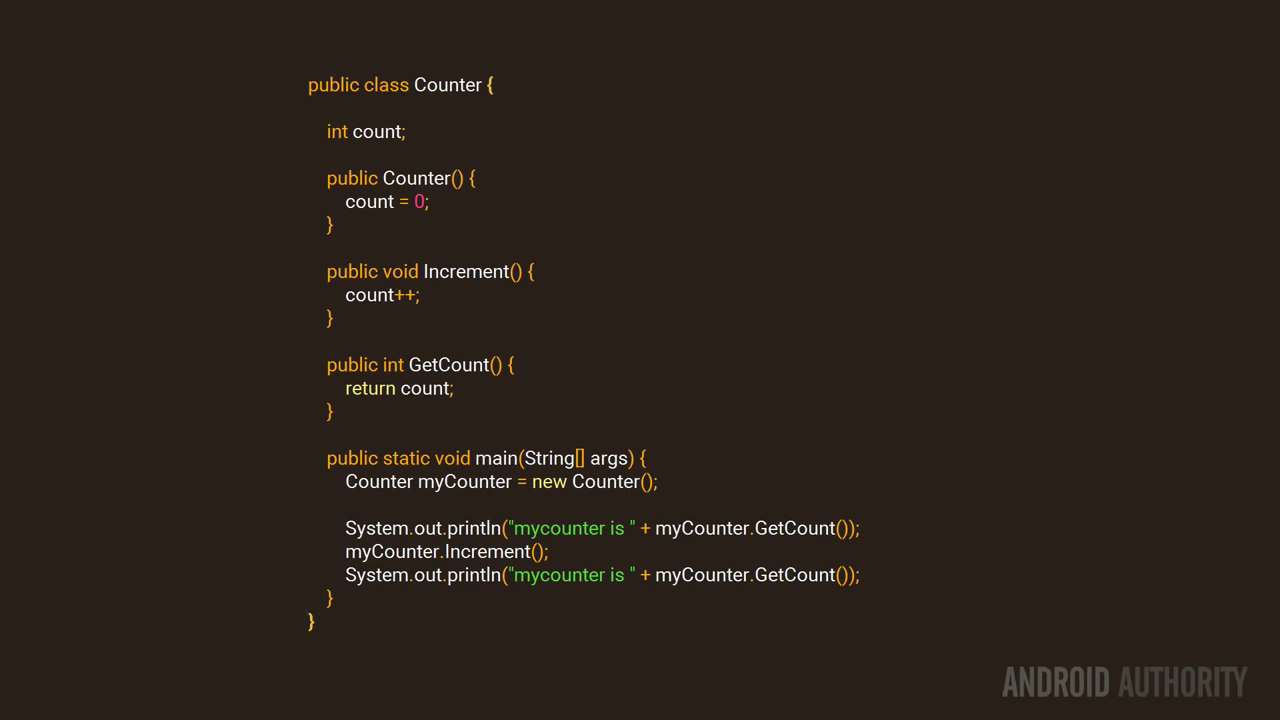 public class Counter {
int count;
public Counter() {
count = 0;
}
public void Increment() {
count++;
}
public int GetCount() {
return count;
}
public static void main(String[] args) {
Counter myCounter = new Counter();
System.out.println("mycounter is " + myCounter.GetCount());
myCounter.Increment();
System.out.println("mycounter is " + myCounter.GetCount());
}
}
ANDROID AUTHORITY